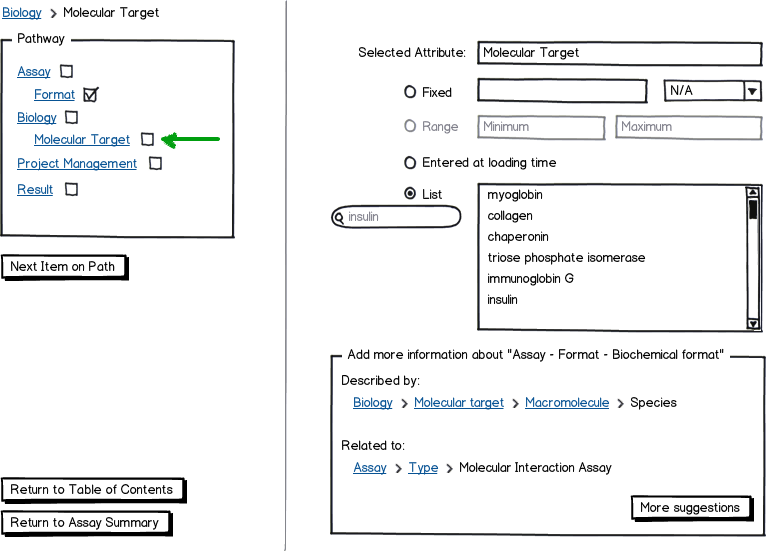 Biology > Molecular Target
Pathway
Assay
Format
Biology
Molecular Target
Project Management
Result
Next Item on Path
Return to Table of Contents
Return to Assay Summary
Selected Attribute: Molecular Target
Fixed N/A
Range Minimum Maximum
Entered at loading time
List
insulin
myoglobin
collagen
chaperonin
triose phosphate isomerase
immunoglobin G
insulin
Add more information about "Assay - Format - Biochemical format"
Described by:
Biology > Molecular target > Macromolecule > Species
Related to:
Assay > Type > Molecular Interaction Assay
More suggestions